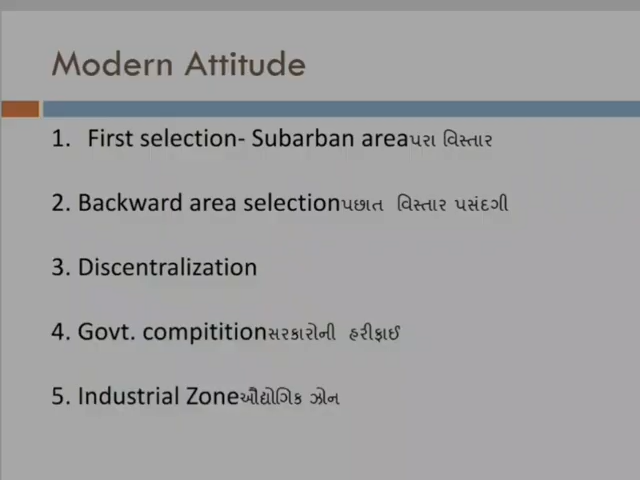 Modern Attitude
1. First selection- Subarban areaપરા વિસ્તાર
2. Backward area selectionપછાત વિસ્તાર પસંદગી
3. Discentralization
4. Govt. compititionસરકારોની હરીફાઈ
5. Industrial Zoneઔદ્યોગિક ઝોન